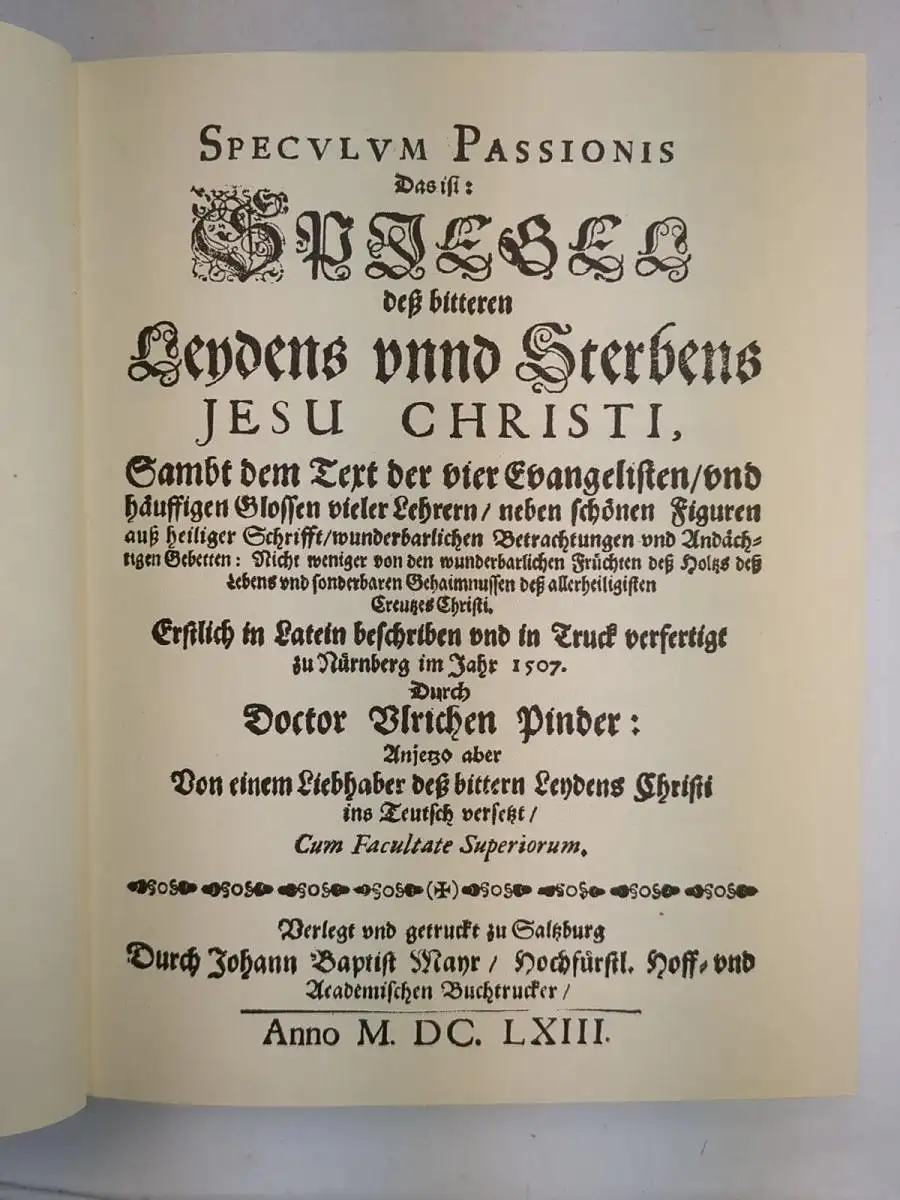 SPECVLVM PASSIONIS
Das ist:
SPIEGEL
deß bitteren
Leydens vnnd Sterbens
JESU CHRISTI,
Sambt dem Text der vier Evangelisten/vnd
häuffigen Glossen vieler Lehrern/ neben schönen Figuren
auß heiliger Schrifft/wunderbarlichen Betrachtungen vnd Andäch-
tigen Gebetten: Nicht weniger von den wunderbarlichen Früchten deß Holtzs deß
Lebens vnd sonderbaren Gehaimnussen deß allerheiligisten
Creutzes Christi.
Erstlich in Latein beschriben vnd in Truck verfertigt
zu Nürnberg im Jahr 1507.
Durch
Doctor Vlrichen Pinder:
Anjetzo aber
Von einem Liebhaber deß bittern Leydens Christi
ins Teutsch versetzt/
Cum Facultate Superiorum.
Verlegt vnd getruckt zu Saltzburg
Durch Johann Baptist Mayr/ Hochfürstl. Hoff- vnd
Academischen Buchtrucker/
Anno M. DC. LXIII.